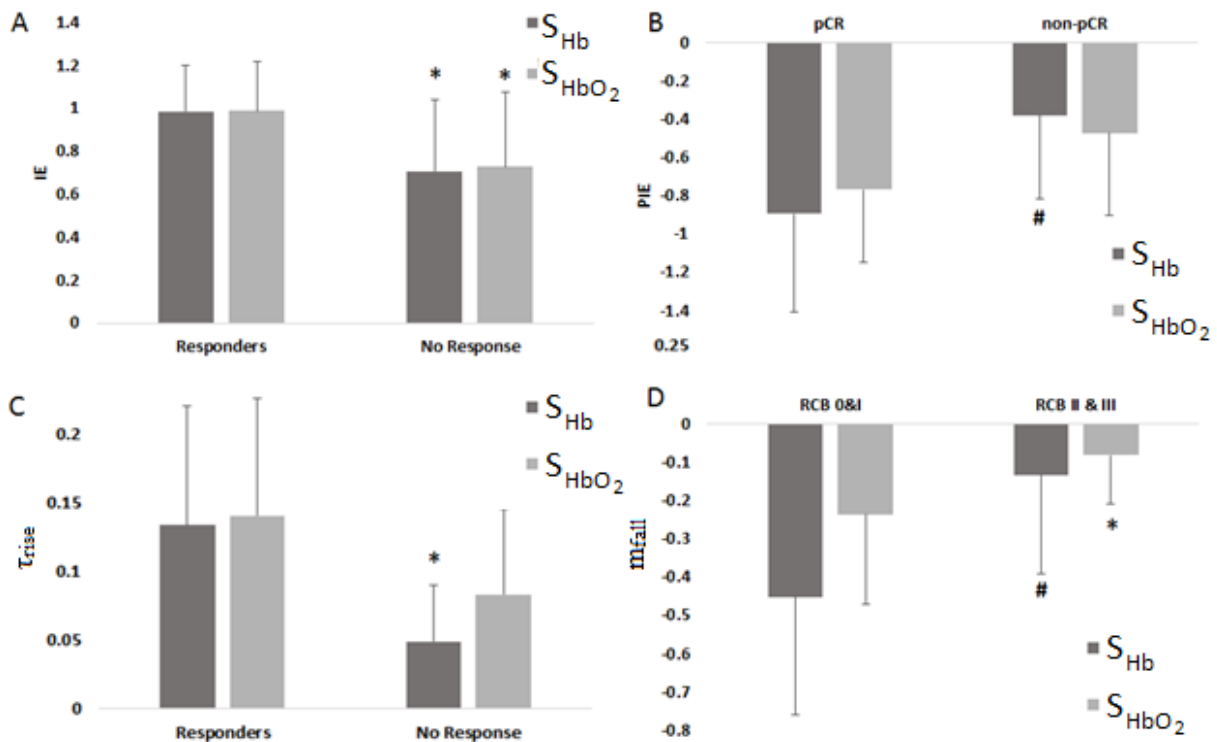 A
1.4
1.2
1
0.8
0.6
0.4
0.2
0
IE
* *
S_Hb
S_HbO2
Responders No Response
B
pCR non-pCR
0
-0.2
-0.4
-0.6
-0.8
-1
-1.2
-1.4
0.25
PIE
#
S_Hb
S_HbO2
C
0.2
0.15
0.1
0.05
0
τrise
*
S_Hb
S_HbO2
Responders No Response
D
RCB 0&I RCB II & III
0
-0.1
-0.2
-0.3
-0.4
-0.5
-0.6
-0.7
-0.8
mfall
*
#
S_Hb
S_HbO2